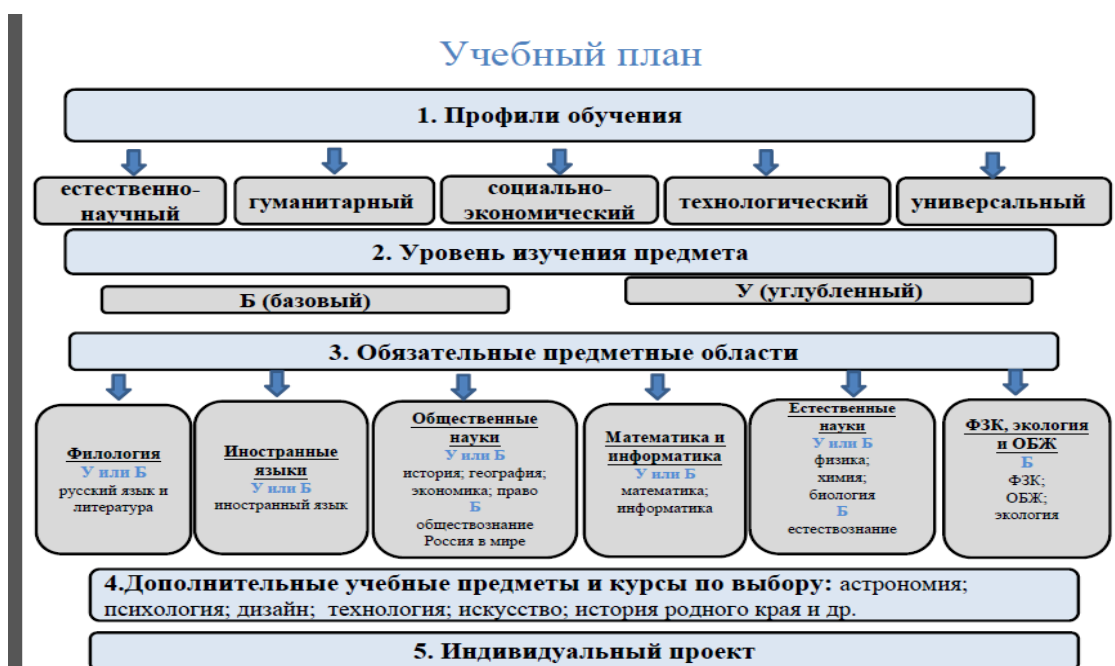 Учебный план
1. Профили обучения
естественно-
научный
гуманитарный
социально-
экономический
технологический
универсальный
2. Уровень изучения предмета
Б (базовый)
У (углубленный)
3. Обязательные предметные области
Филология
У или Б
русский язык и
литература
Иностранные
языки
У или Б
иностранный язык
Общественные
науки
У или Б
история; география;
экономика; право
Б
обществознание
Россия в мире
Математика и
информатика
У или Б
математика;
информатика
Естественные
науки
У или Б
физика;
химия;
биология
Б
естествознание
ФЗК, экология
и ОБЖ
Б
ФЗК;
ОБЖ;
экология
4.Дополнительные учебные предметы и курсы по выбору: астрономия;
психология; дизайн; технология; искусство; история родного края и др.
5. Индивидуальный проект